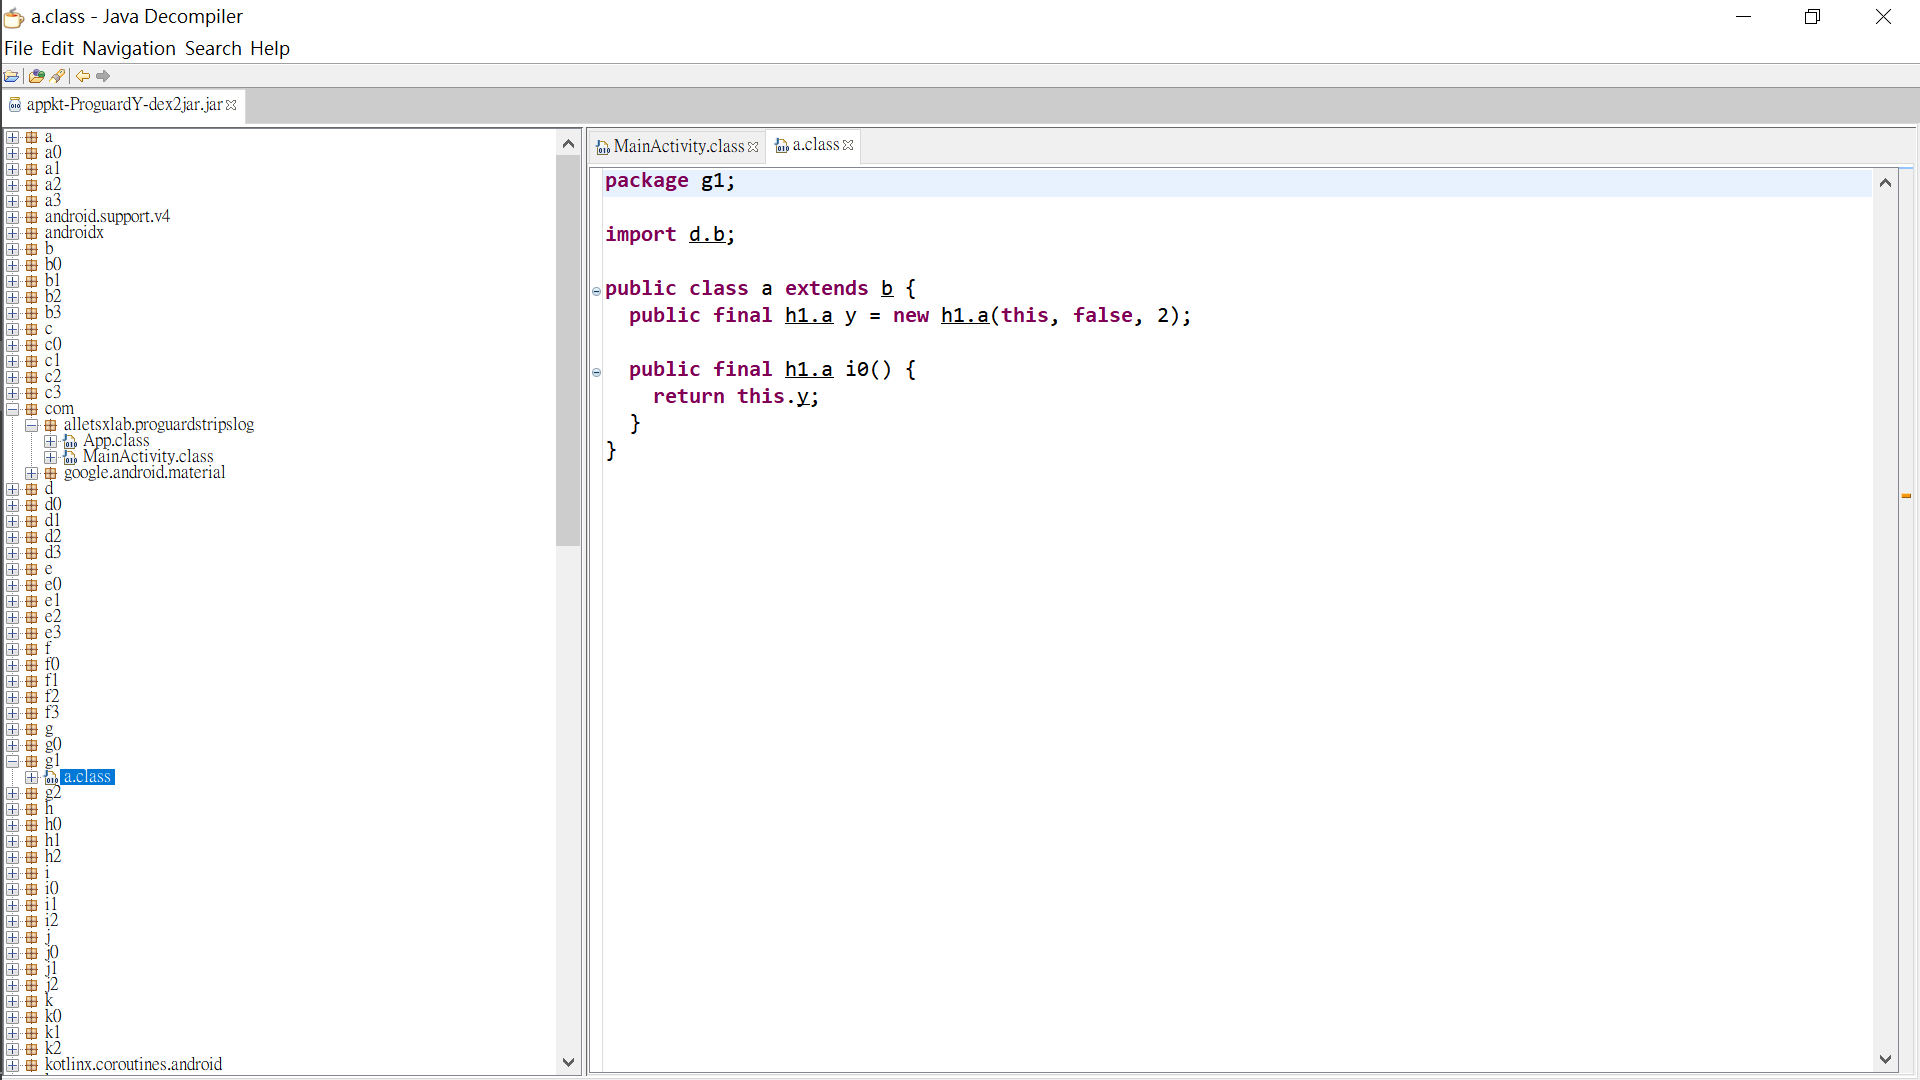 a.class - Java Decompiler
File Edit Navigation Search Help
appkt-ProguardY-dex2jar.jar
a
a0
a1
a2
a3
android.support.v4
androidx
b
b0
b1
b2
b3
c
c0
c1
c2
c3
com
alletsxlab.proguardstripslog
App.class
MainActivity.class
google.android.material
d
d0
d1
d2
d3
e
e0
e1
e2
e3
f
f0
f1
f2
f3
g
g0
g1
a.class
g2
h
h0
h1
h2
i
i0
i1
i2
j
j0
j1
j2
k
k0
k1
k2
kotlinx.coroutines.android
MainActivity.class a.class
package g1;
import d.b;
public class a extends b {
public final h1.a y = new h1.a(this, false, 2);
public final h1.a i0() {
return this.y;
}
}